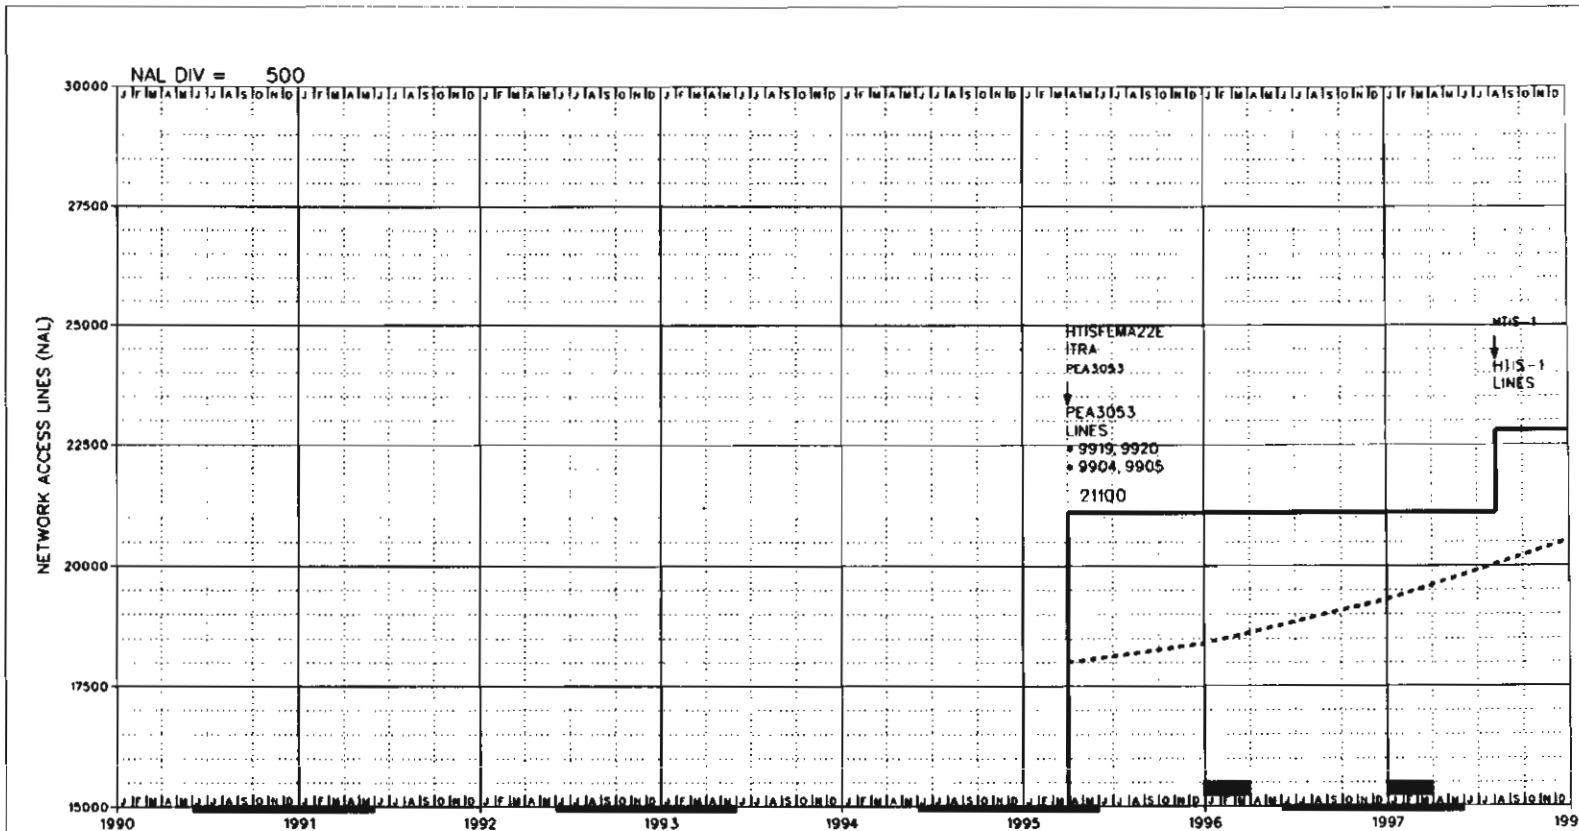 NAL DIV = 500
30000
J F M A M J J A S O N D J F M A M J J A S O N D J F M A M J J A S O N D J F M A M J J A S O N D J F M A M J J A S O N D J F M A M J J A S O N D J F M A M J J A S O N D J F M A M J J A S O N D
27500
25000
22500
20000
17500
15000
NETWORK ACCESS LINES (NAL)
HTISFEMA22E
ITRA
PEA3053
PEA3053
LINES
• 9919, 9920
• 9904, 9905
21100
HTIS-1
HTIS-1
LINES
J F M A M J J A S O N D J F M A M J J A S O N D J F M A M J J A S O N D J F M A M J J A S O N D J F M A M J J A S O N D J F M A M J J A S O N D J F M A M J J A S O N D J F M A M J J A S O N D
1990 1991 1992 1993 1994 1995 1996 1997 199